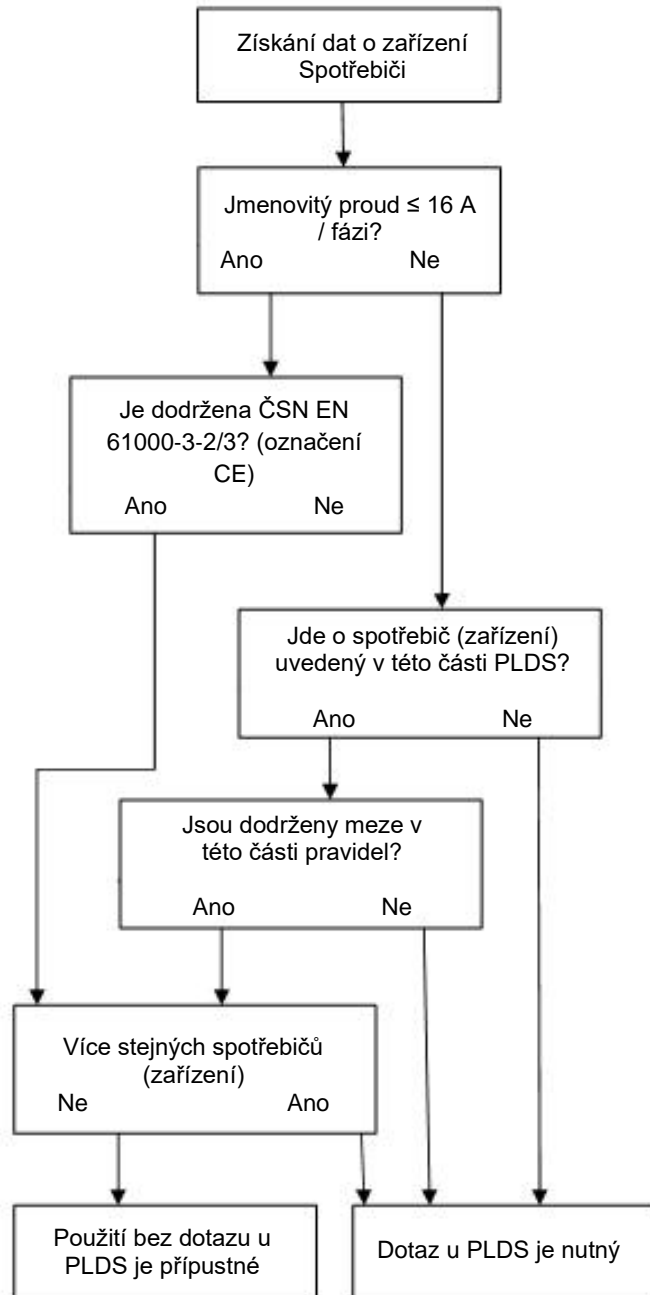 Získání dat o zařízení
Spotřebiči
Jmenovitý proud ≤ 16 A
/ fázi?
Ano Ne
Je dodržena ČSN EN
61000-3-2/3? (označení
CE)
Ano Ne
Jde o spotřebič (zařízení)
uvedený v této části PLDS?
Ano Ne
Jsou dodrženy meze v
této části pravidel?
Ano Ne
Více stejných spotřebičů
(zařízení)
Ne Ano
Použití bez dotazu u
PLDS je přípustné
Dotaz u PLDS je nutný